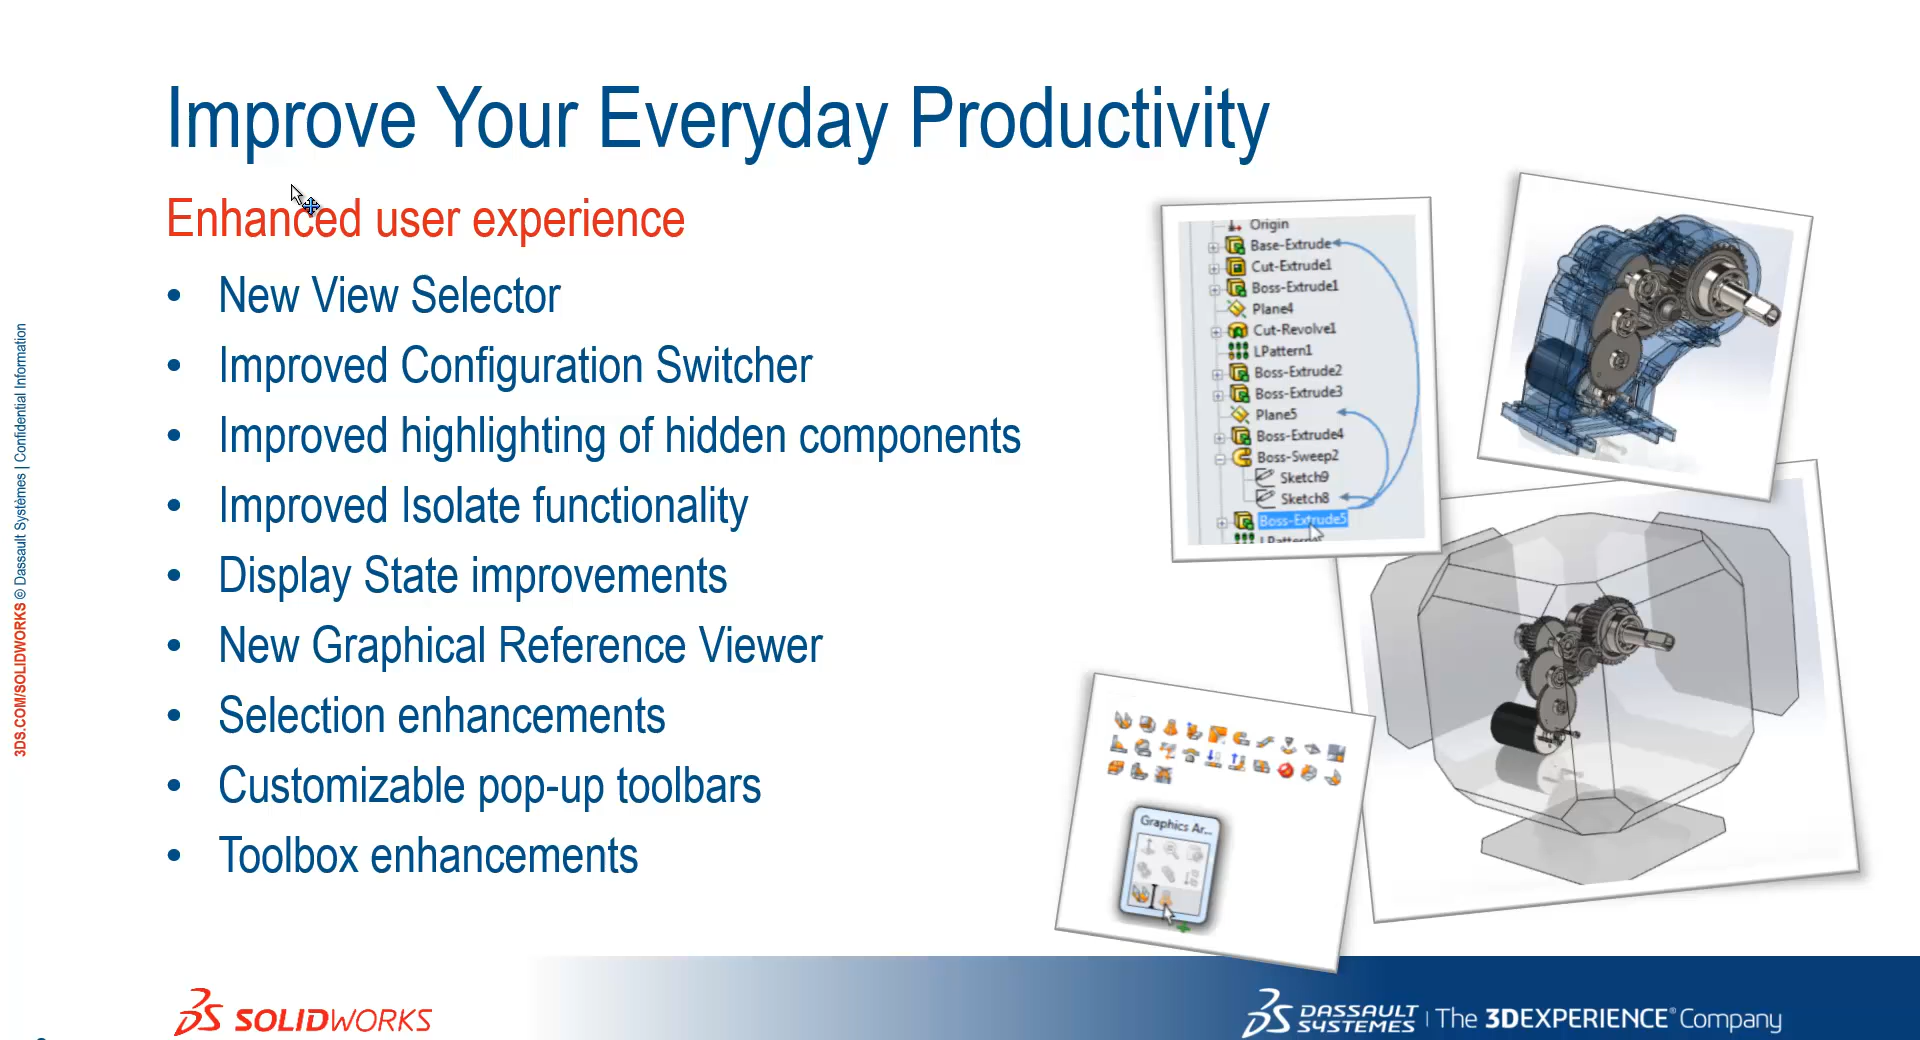 Improve Your Everyday Productivity
Enhanced user experience
• New View Selector
• Improved Configuration Switcher
• Improved highlighting of hidden components
• Improved Isolate functionality
• Display State improvements
• New Graphical Reference Viewer
• Selection enhancements
• Customizable pop-up toolbars
• Toolbox enhancements
Origin
Base-Extrude
Cut-Extrude1
Boss-Extrude1
Plane4
Cut-Revolve1
LPattern1
Boss-Extrude2
Boss-Extrude3
Plane5
Boss-Extrude4
Boss-Sweep2
Sketch9
Sketch8
Boss-Extrude5
Graphics Ar...
3DS.COM/SOLIDWORKS © Dassault Systèmes | Confidential Information
SOLIDWORKS
DASSAULT SYSTEMES | The 3DEXPERIENCE® Company